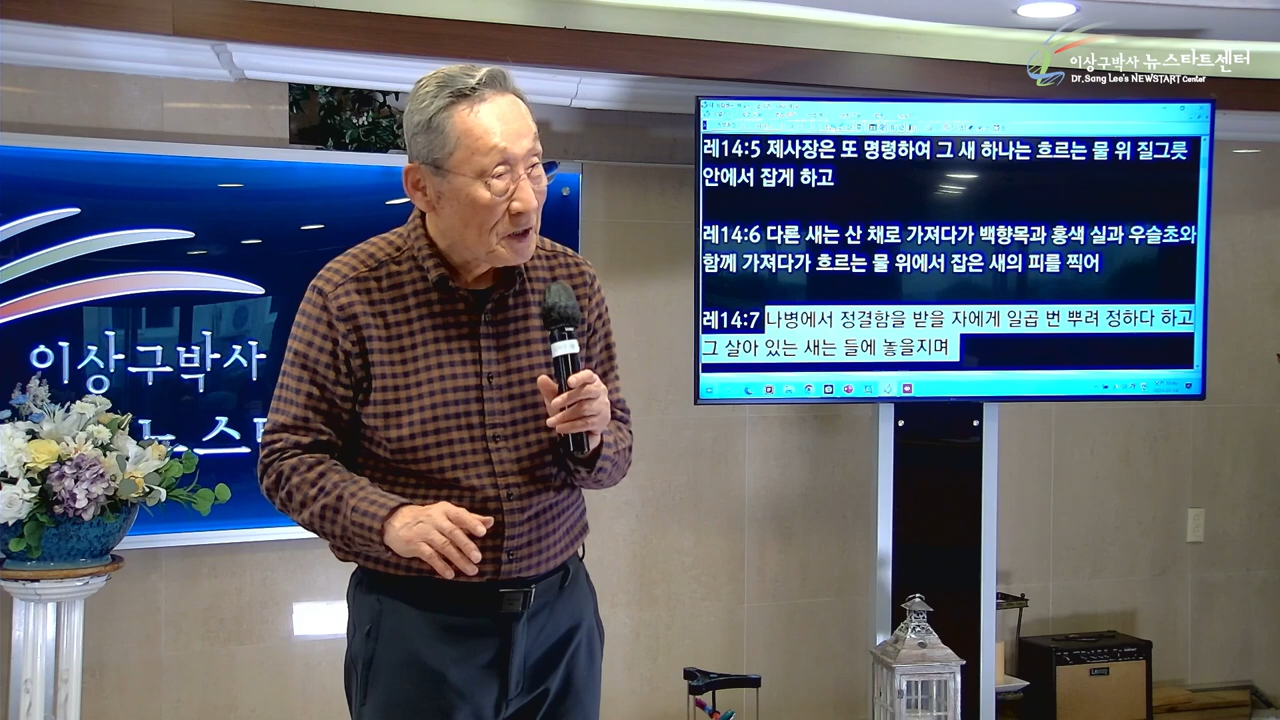 이상구박사 뉴스타트센터
Dr. Sang Lee's NEWSTART Center
레14:5 제사장은 또 명령하여 그 새 하나는 흐르는 물 위 질그릇
안에서 잡게 하고
레14:6 다른 새는 산 채로 가져다가 백향목과 홍색 실과 우슬초와
함께 가져다가 흐르는 물 위에서 잡은 새의 피를 찍어
레14:7 나병에서 정결함을 받을 자에게 일곱 번 뿌려 정하다 하고
그 살아 있는 새는 들에 놓을지며
이상구박사
뉴스